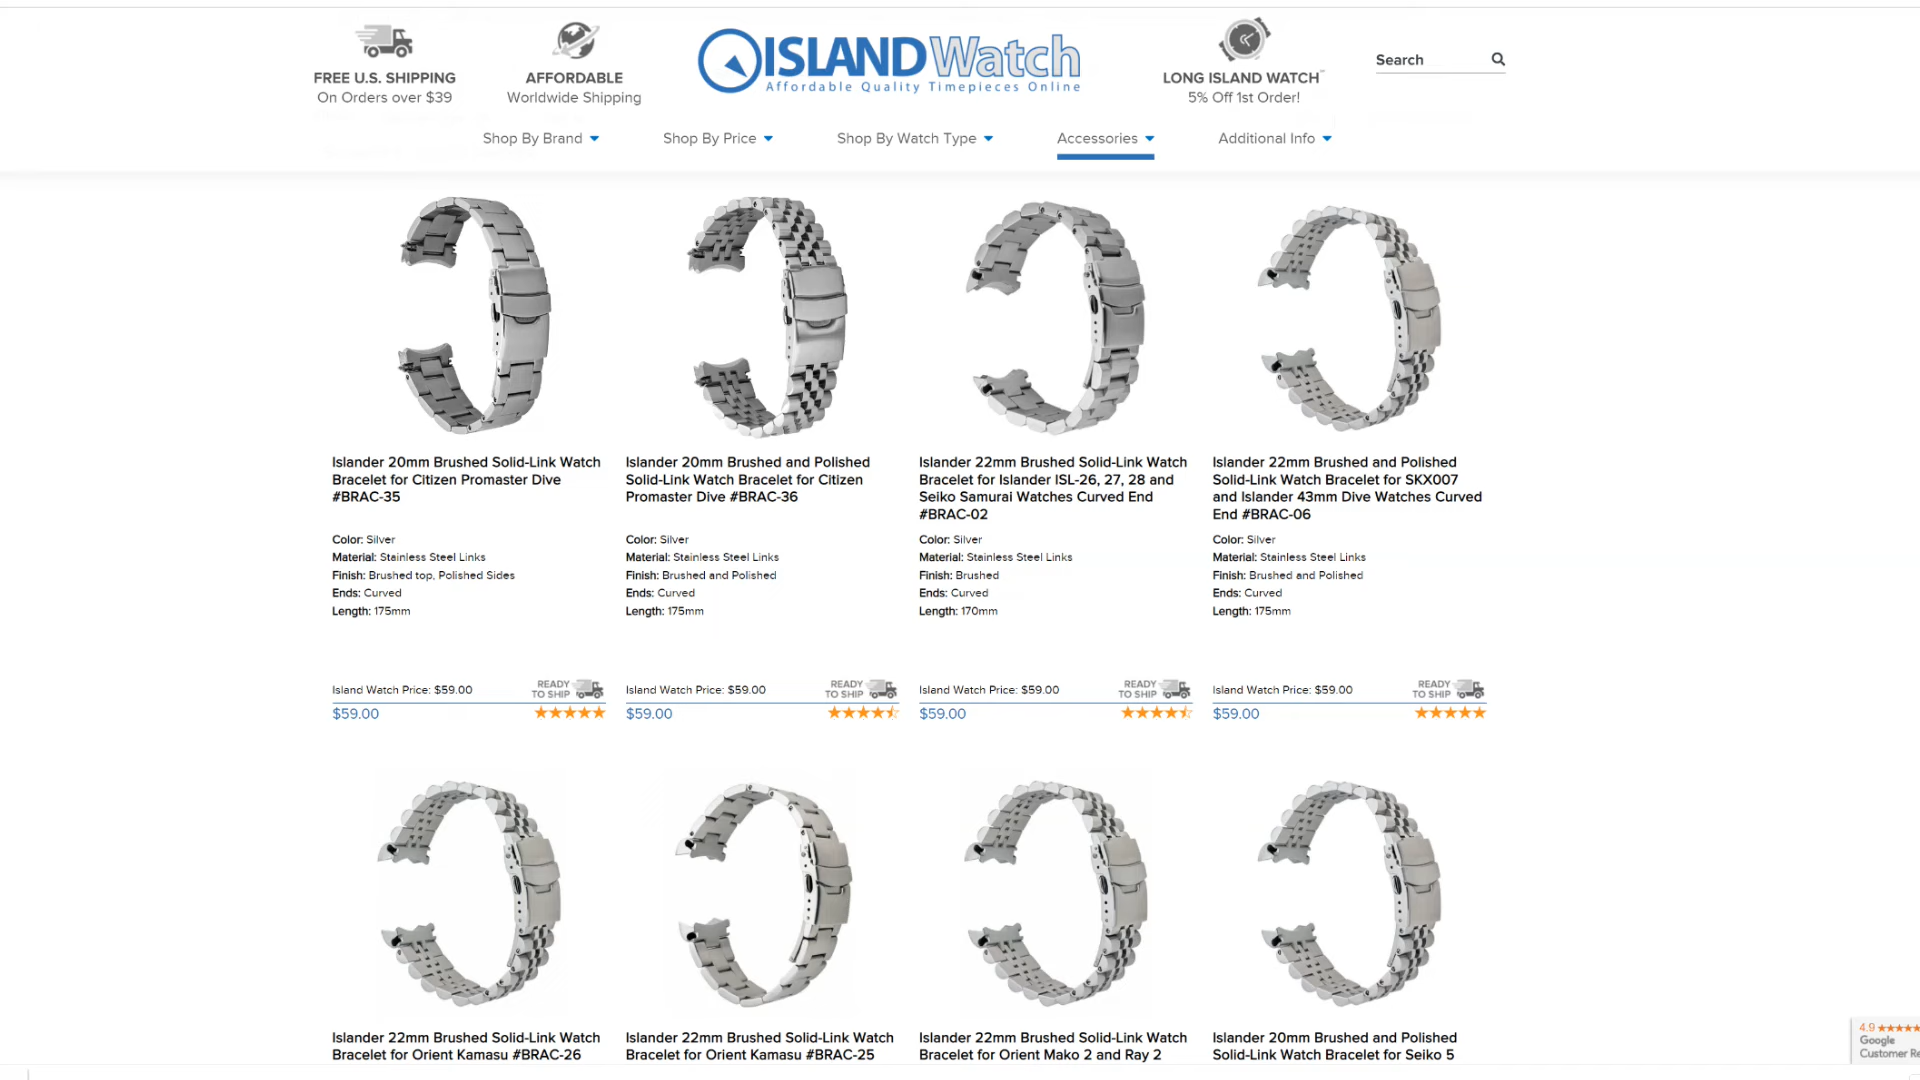 FREE U.S. SHIPPING
On Orders over $39
AFFORDABLE
Worldwide Shipping
ISLAND Watch
Affordable Quality Timepieces Online
LONG ISLAND WATCH™
5% Off 1st Order!
Search
Shop By Brand
Shop By Price
Shop By Watch Type
Accessories
Additional Info
Islander 20mm Brushed Solid-Link Watch
Bracelet for Citizen Promaster Dive
#BRAC-35
Color: Silver
Material: Stainless Steel Links
Finish: Brushed top, Polished Sides
Ends: Curved
Length: 175mm
Island Watch Price: $59.00
READY
TO SHIP
$59.00
Islander 20mm Brushed and Polished
Solid-Link Watch Bracelet for Citizen
Promaster Dive #BRAC-36
Color: Silver
Material: Stainless Steel Links
Finish: Brushed and Polished
Ends: Curved
Length: 175mm
Island Watch Price: $59.00
READY
TO SHIP
$59.00
Islander 22mm Brushed Solid-Link Watch
Bracelet for Islander ISL-26, 27, 28 and
Seiko Samurai Watches Curved End
#BRAC-02
Color: Silver
Material: Stainless Steel Links
Finish: Brushed
Ends: Curved
Length: 170mm
Island Watch Price: $59.00
READY
TO SHIP
$59.00
Islander 22mm Brushed and Polished
Solid-Link Watch Bracelet for SKX007
and Islander 43mm Dive Watches Curved
End #BRAC-06
Color: Silver
Material: Stainless Steel Links
Finish: Brushed and Polished
Ends: Curved
Length: 175mm
Island Watch Price: $59.00
READY
TO SHIP
$59.00
Islander 22mm Brushed Solid-Link Watch
Bracelet for Orient Kamasu #BRAC-26
Islander 22mm Brushed Solid-Link Watch
Bracelet for Orient Kamasu #BRAC-25
Islander 22mm Brushed Solid-Link Watch
Bracelet for Orient Mako 2 and Ray 2
Islander 20mm Brushed and Polished
Solid-Link Watch Bracelet for Seiko 5
4.9
Google
Customer Re